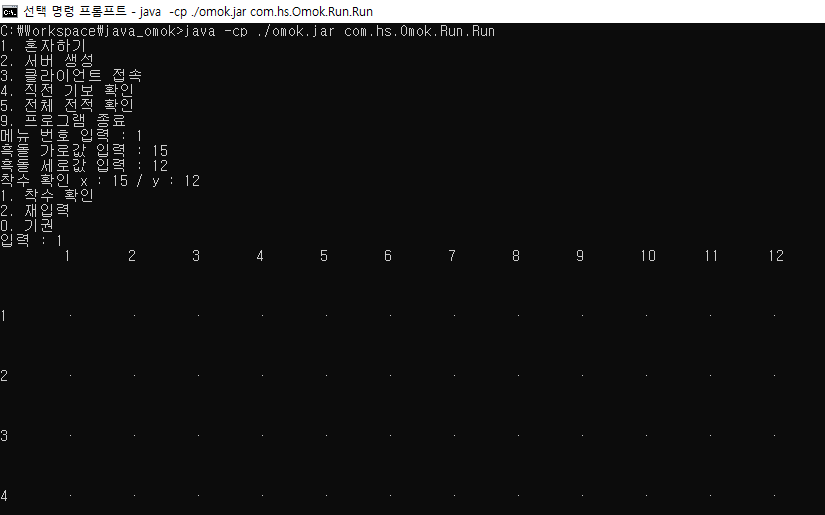 선택 명령 프롬프트 - java  -cp ./omok.jar com.hs.Omok.Run.Run
C:\Workspace\java_omok>java -cp ./omok.jar com.hs.Omok.Run.Run
1. 혼자하기
2. 서버 생성
3. 클라이언트 접속
4. 직전 기보 확인
5. 전체 전적 확인
9. 프로그램 종료
메뉴 번호 입력 : 1
흑돌 가로값 입력 : 15
흑돌 세로값 입력 : 12
착수 확인 x : 15 / y : 12
1. 착수 확인
2. 재입력
0. 기권
입력 : 1
1 2 3 4 5 6 7 8 9 10 11 12
1 . . . . . . . . . . . .
2 . . . . . . . . . . . .
3 . . . . . . . . . . . .
4 . . . . . . . . . . . .